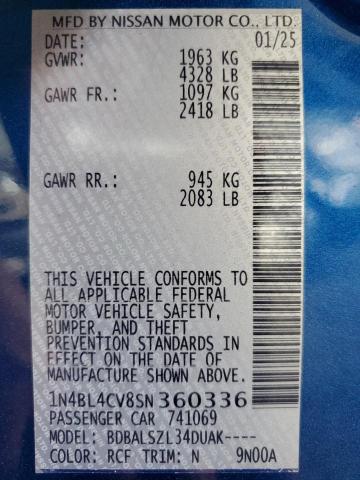 MFD BY NISSAN MOTOR CO., LTD.
DATE: 01/25
GVWR: 1963 KG
4328 LB
GAWR FR.: 1097 KG
2418 LB
GAWR RR.: 945 KG
2083 LB
THIS VEHICLE CONFORMS TO
ALL APPLICABLE FEDERAL
MOTOR VEHICLE SAFETY,
BUMPER, AND THEFT
PREVENTION STANDARDS IN
EFFECT ON THE DATE OF
MANUFACTURE SHOWN ABOVE.
1N4BL4CV8SN360336
PASSENGER CAR 741069
MODEL: BDBALSZL34DUAK----
COLOR: RCF TRIM: N 9N00A